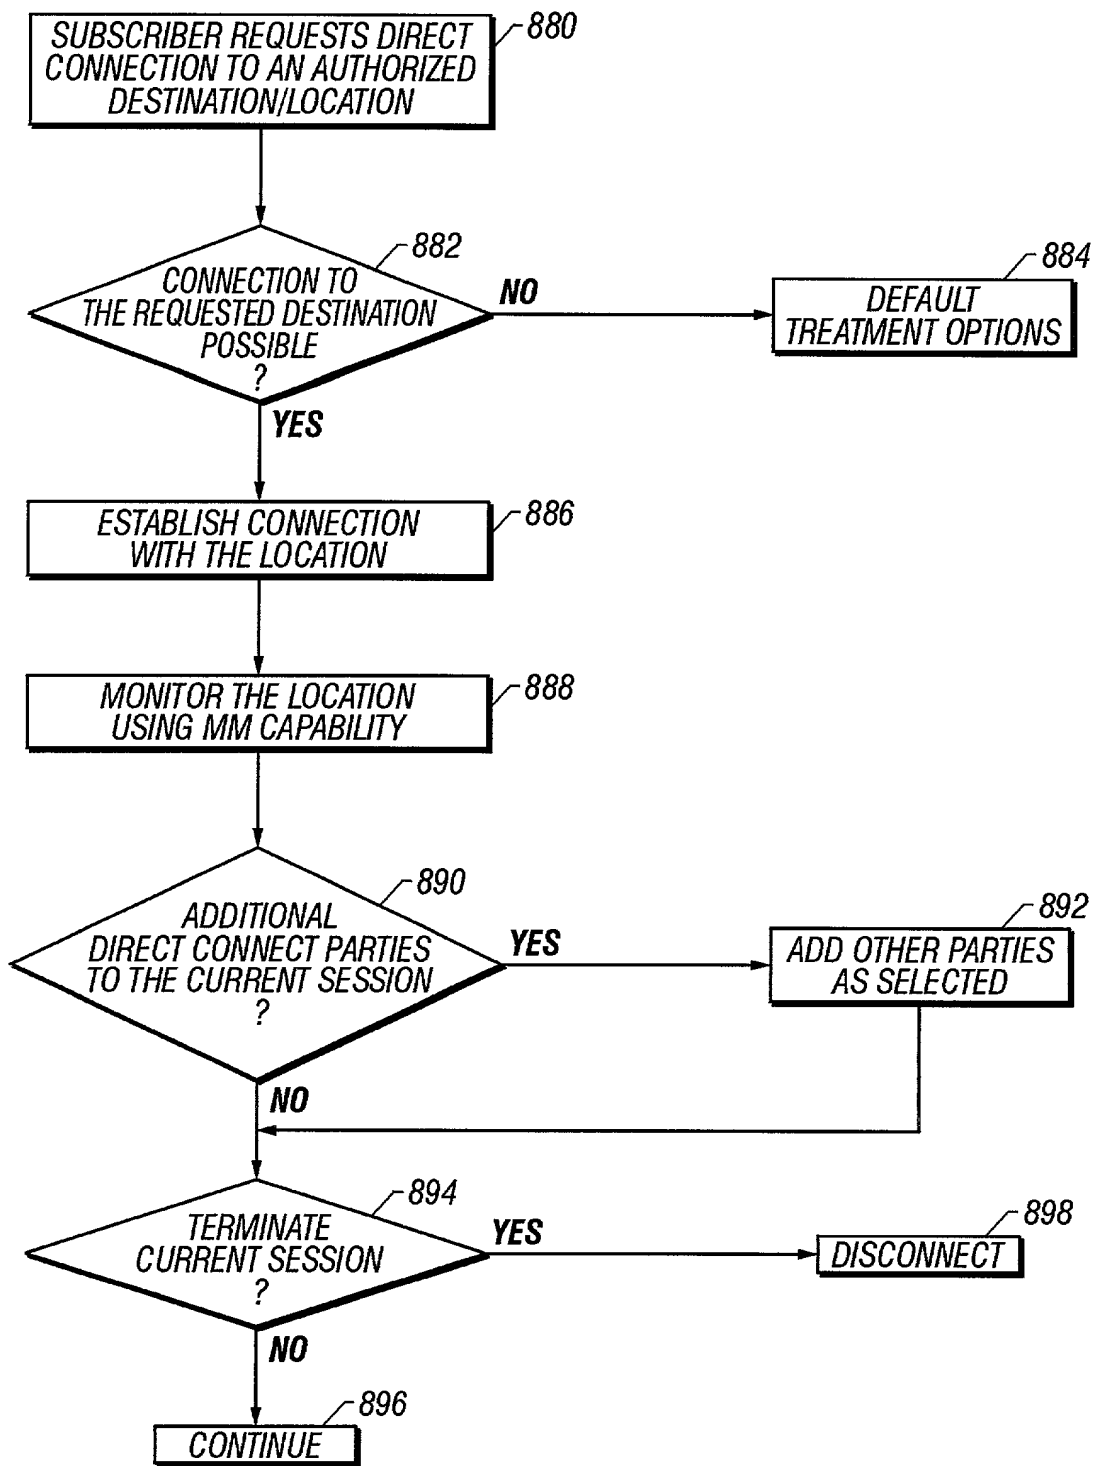 SUBSCRIBER REQUESTS DIRECT
CONNECTION TO AN AUTHORIZED
DESTINATION/LOCATION
880
CONNECTION TO
THE REQUESTED DESTINATION
POSSIBLE
?
882
NO
DEFAULT
TREATMENT OPTIONS
884
YES
ESTABLISH CONNECTION
WITH THE LOCATION
886
MONITOR THE LOCATION
USING MM CAPABILITY
888
ADDITIONAL
DIRECT CONNECT PARTIES
TO THE CURRENT SESSION
?
890
YES
ADD OTHER PARTIES
AS SELECTED
892
NO
TERMINATE
CURRENT SESSION
?
894
YES
DISCONNECT
898
NO
CONTINUE
896